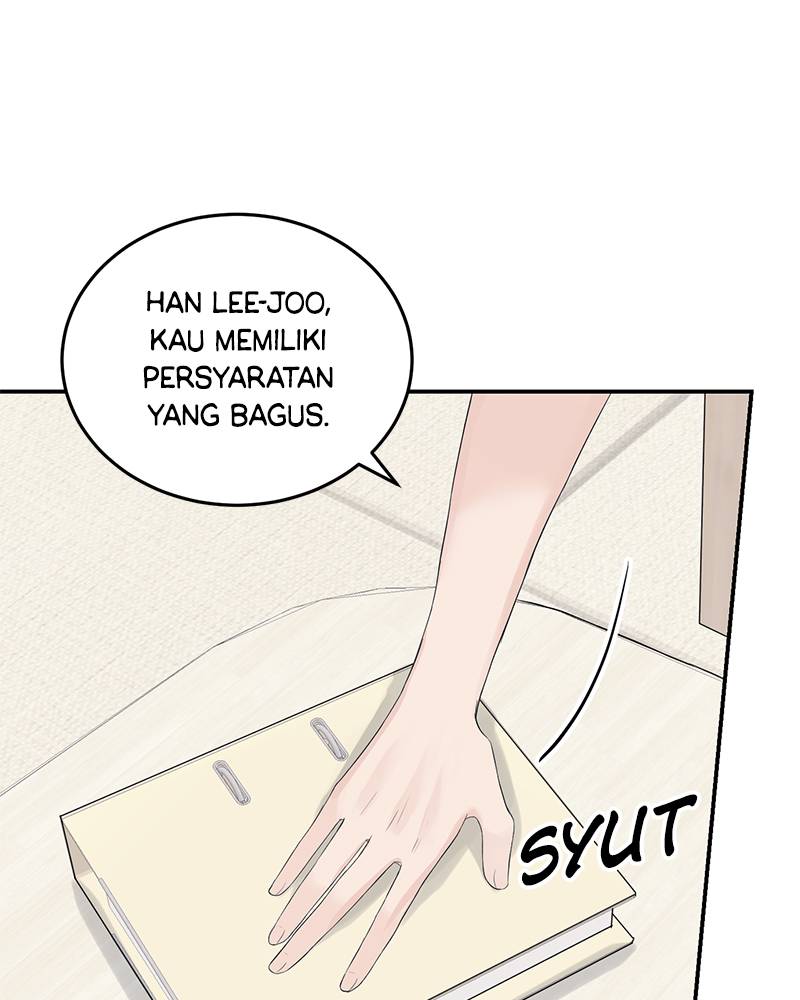 HAN LEE-JOO,
KAU MEMILIKI
PERSYARATAN
YANG BAGUS.
SYUT